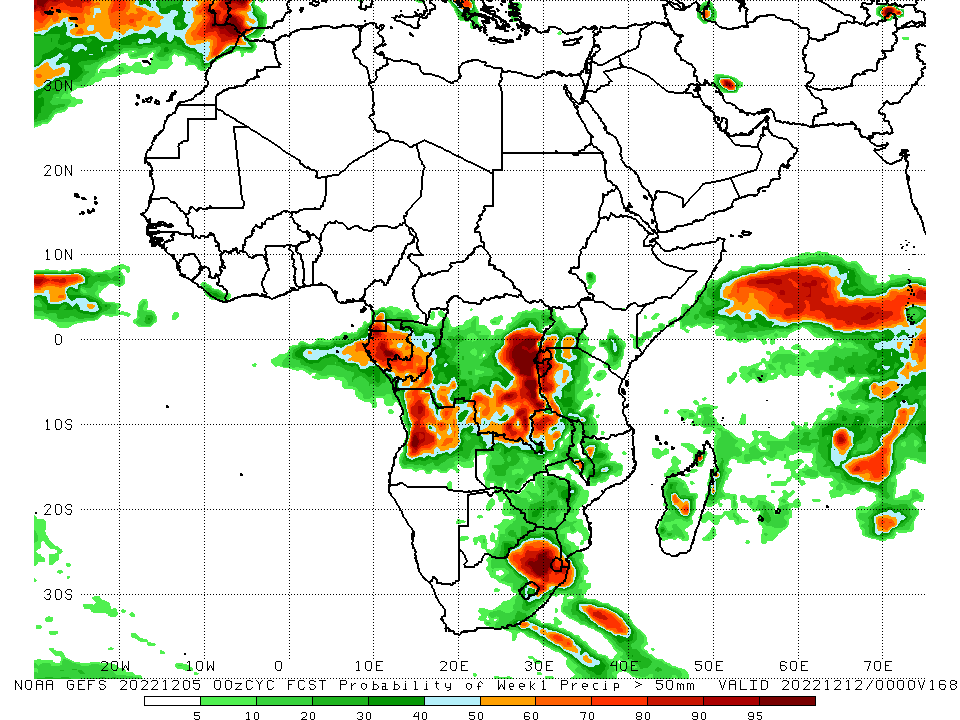 30N
20N
10N
0
10S
20S
30S
20W 10W 0 10E 20E 30E 40E 50E 60E 70E
NOAA GEFS 20221205 00zCYC FCST Probability of Week1 Precip > 50mm VALID 20221212/0000V168
5 10 20 30 40 50 60 70 80 90 95